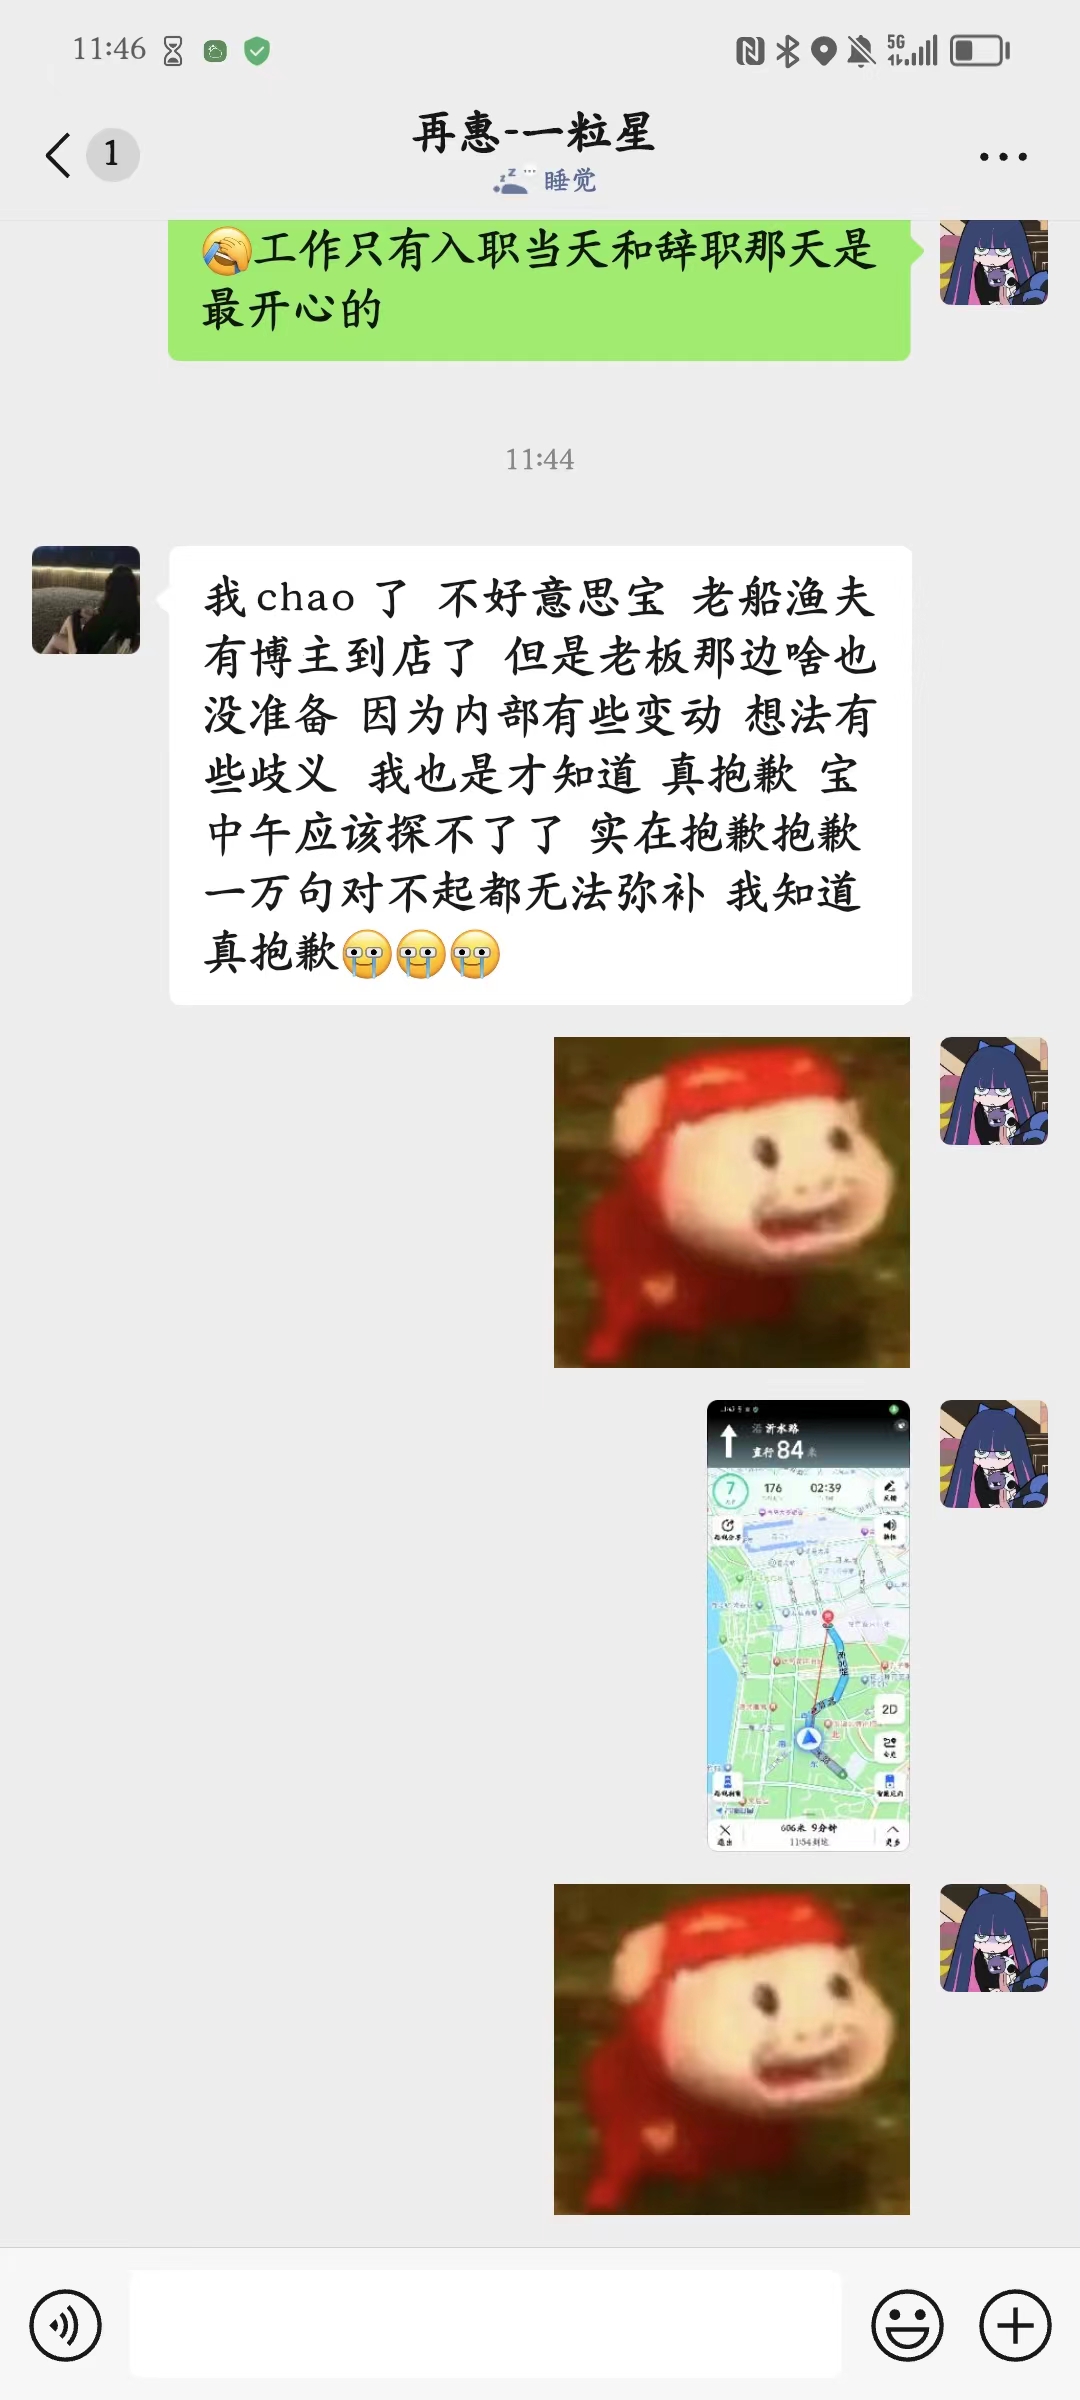 11:46
5G
1
再惠-一粒星
睡觉
🤣工作只有入职当天和辞职那天是
最开心的
11:44
我chao了 不好意思宝 老船渔夫
有博主到店了 但是老板那边啥也
没准备 因为内部有些变动 想法有
些歧义 我也是才知道 真抱歉 宝
中午应该探不了了 实在抱歉抱歉
一万句对不起都无法弥补 我知道
真抱歉😭😭😭
沿 沂水路
直行84米
7
176
02:39
2D
606米 9分钟
11:54到达
退出
更多